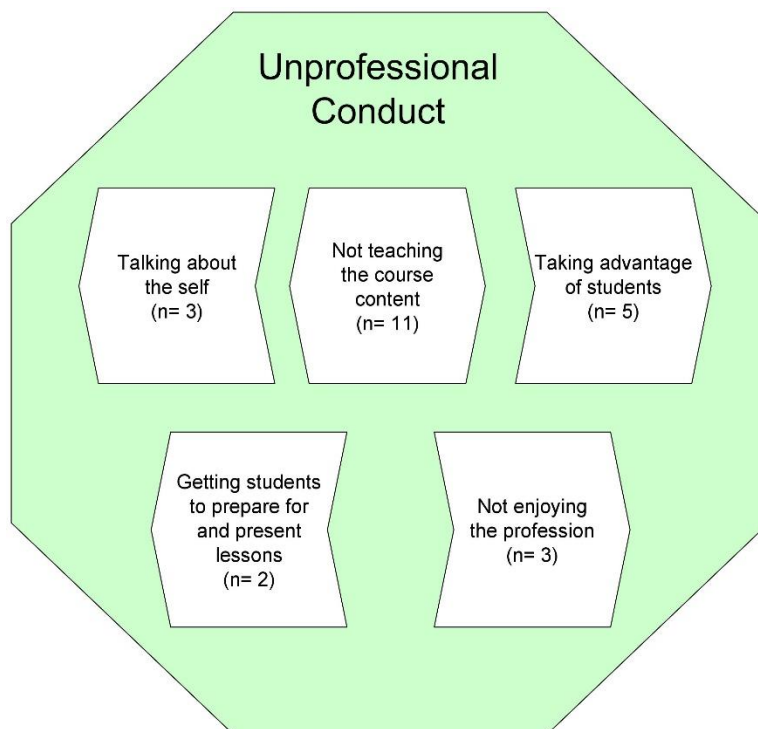 Unprofessional
Conduct
Talking about
the self
(n= 3)
Not teaching
the course
content
(n= 11)
Taking advantage
of students
(n= 5)
Getting students
to prepare for
and present
lessons
(n= 2)
Not enjoying
the profession
(n= 3)